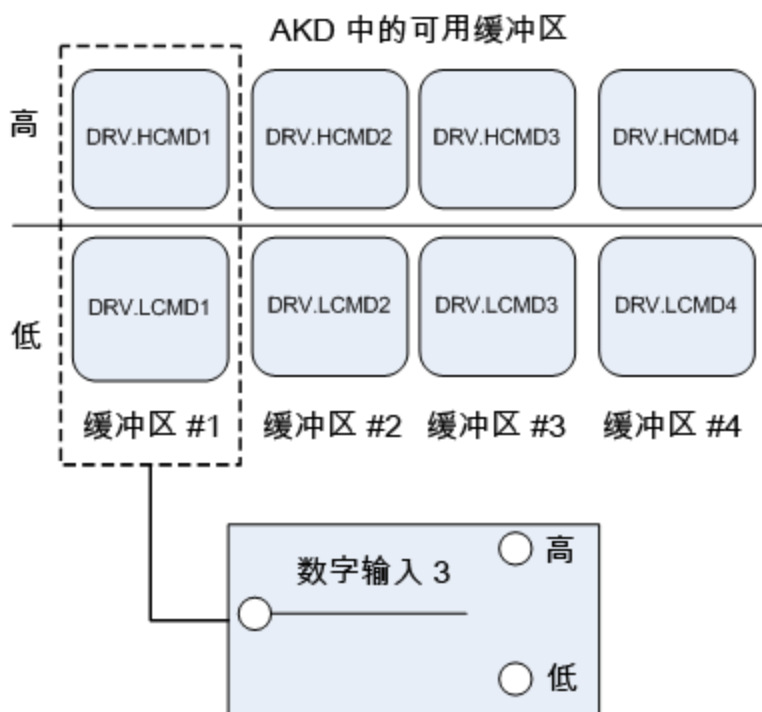 AKD 中的可用缓冲区
高
DRV.HCMD1 DRV.HCMD2 DRV.HCMD3 DRV.HCMD4
低
DRV.LCMD1 DRV.LCMD2 DRV.LCMD3 DRV.LCMD4
缓冲区 #1 缓冲区 #2 缓冲区 #3 缓冲区 #4
数字输入 3
高
低